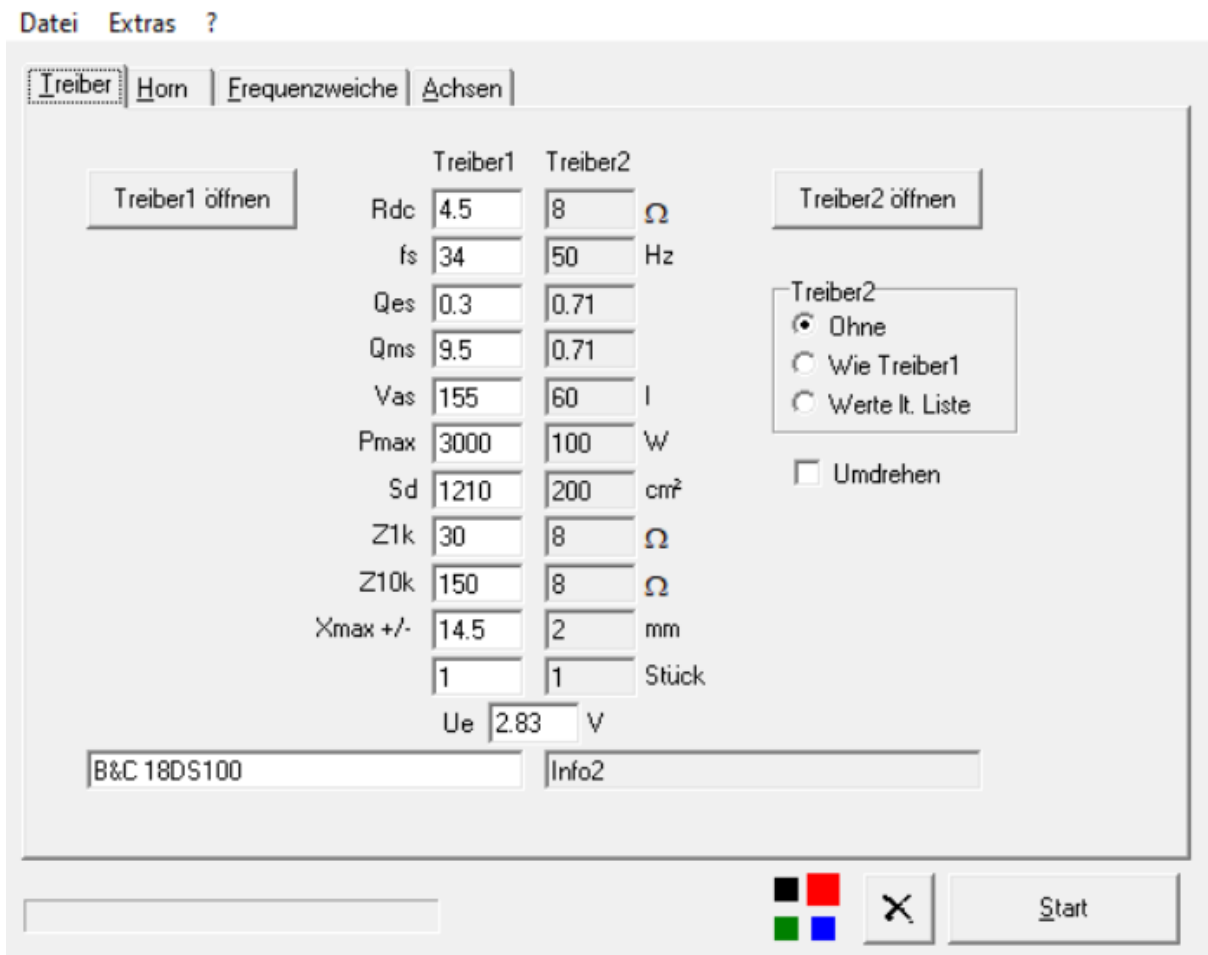 Datei Extras ?
Treiber Horn Frequenzweiche Achsen
Treiber1 Treiber2
Treiber1 öffnen
Treiber2 öffnen
Rdc 4.5 8 Ω
fs 34 50 Hz
Qes 0.3 0.71
Qms 9.5 0.71
Vas 155 60 l
Pmax 3000 100 W
Sd 1210 200 cm²
Z1k 30 8 Ω
Z10k 150 8 Ω
Xmax +/- 14.5 2 mm
1 1 Stück
Ue 2.83 V
Treiber2
Ohne
Wie Treiber1
Werte lt. Liste
Umdrehen
B&C 18DS100 Info2
Start